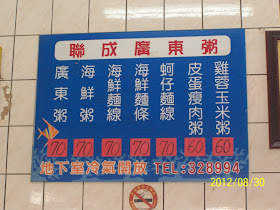 聯成廣東粥
廣東粥
海鮮粥
海鮮麵線
海鮮麵條
蚵仔麵線
皮蛋瘦肉粥
雞蓉玉米粥
70 70 70 70 70 60 60
地下室冷氣開放 TEL:328994
2012/08/30